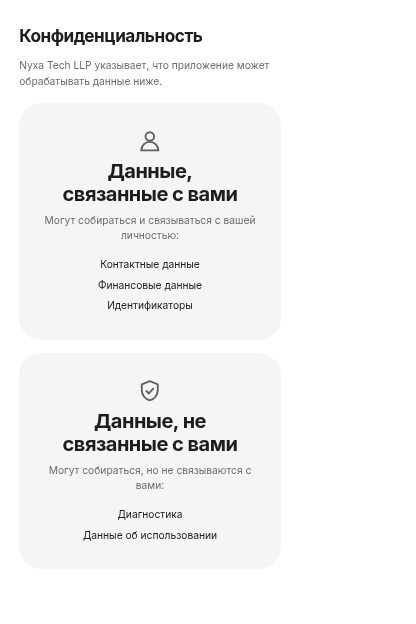 Конфиденциальность
Nyxa Tech LLP указывает, что приложение может
обрабатывать данные ниже.
Данные,
связанные с вами
Могут собираться и связываться с вашей
личностью:
Контактные данные
Финансовые данные
Идентификаторы
Данные, не
связанные с вами
Могут собираться, но не связываются с
вами:
Диагностика
Данные об использовании